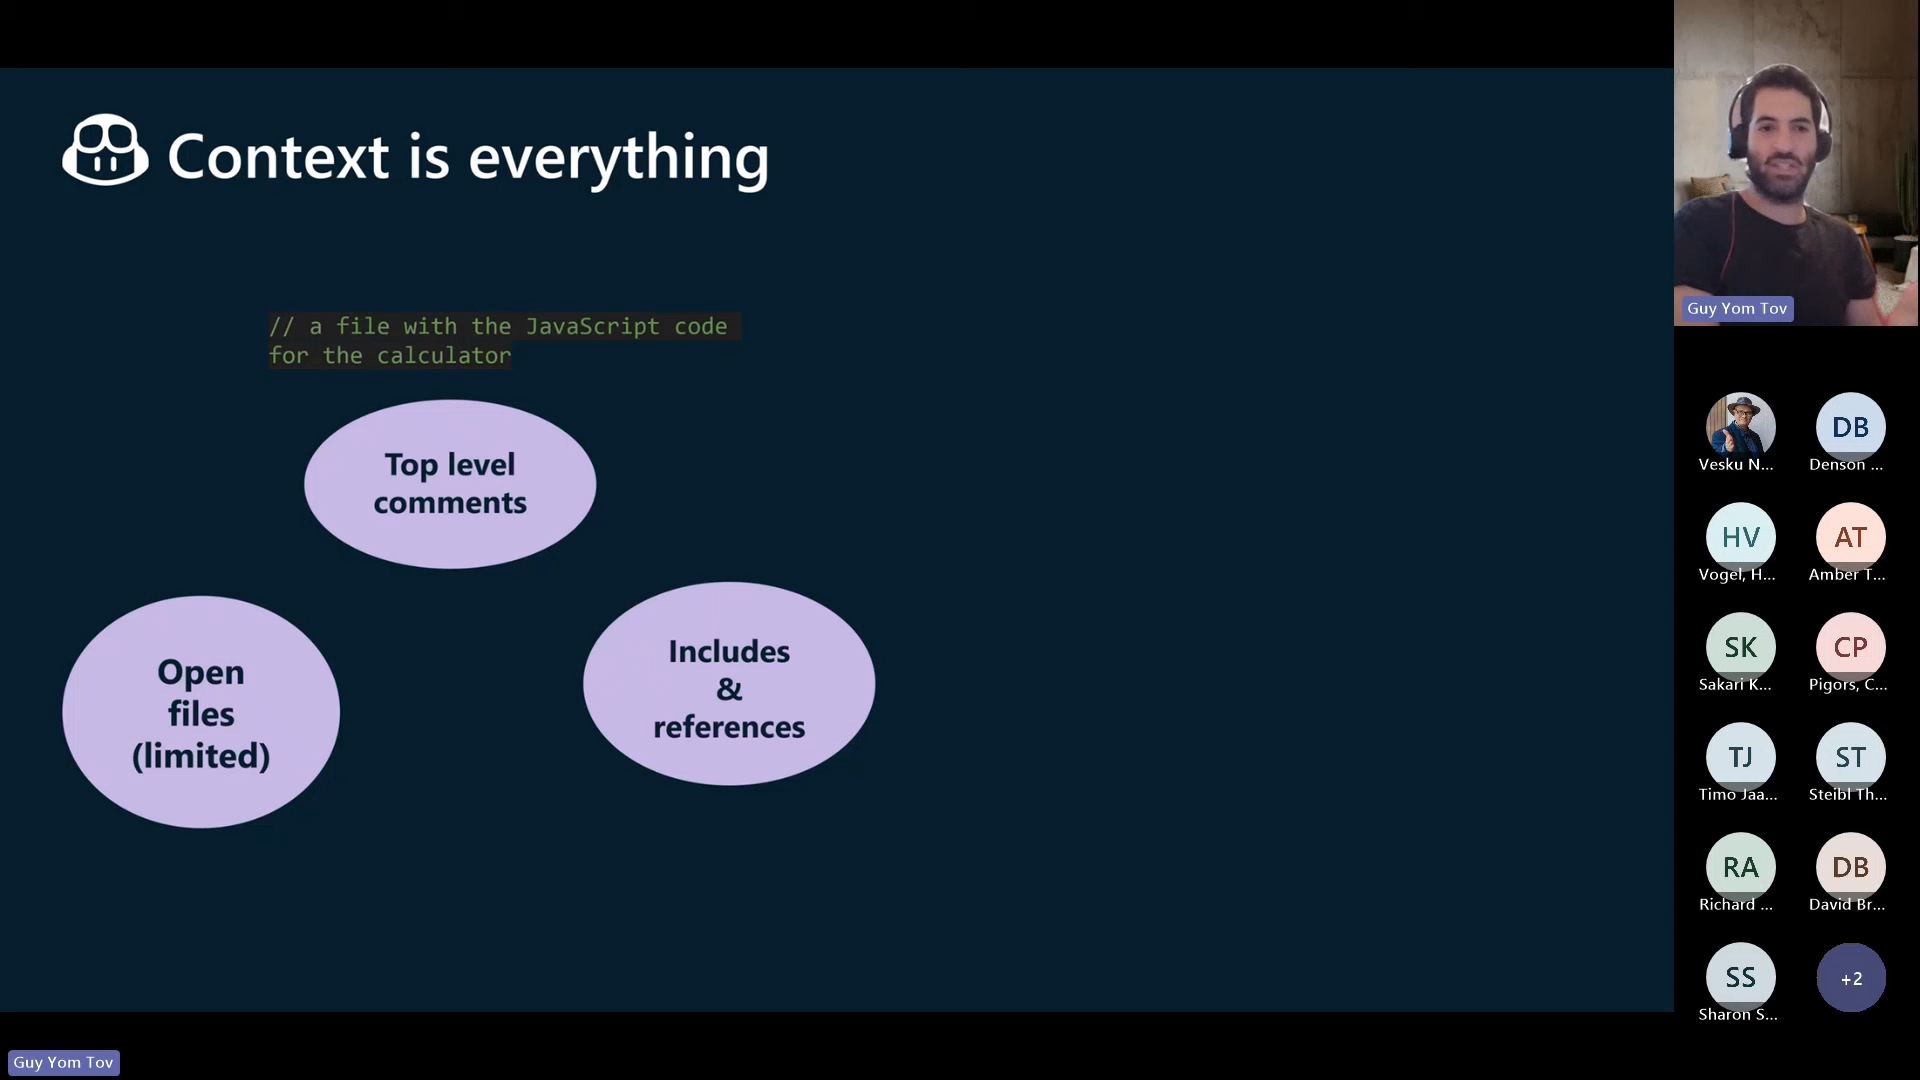 Context is everything
// a file with the JavaScript code
for the calculator
Top level
comments
Open
files
(limited)
Includes
&
references
Guy Yom Tov
Vesku N...
DB
Denson ...
HV
Vogel, H...
AT
Amber T...
SK
Sakari K...
CP
Pigors, C...
TJ
Timo Jaa...
ST
Steibl Th...
RA
Richard ...
DB
David Br...
SS
Sharon S...
+2
Guy Yom Tov